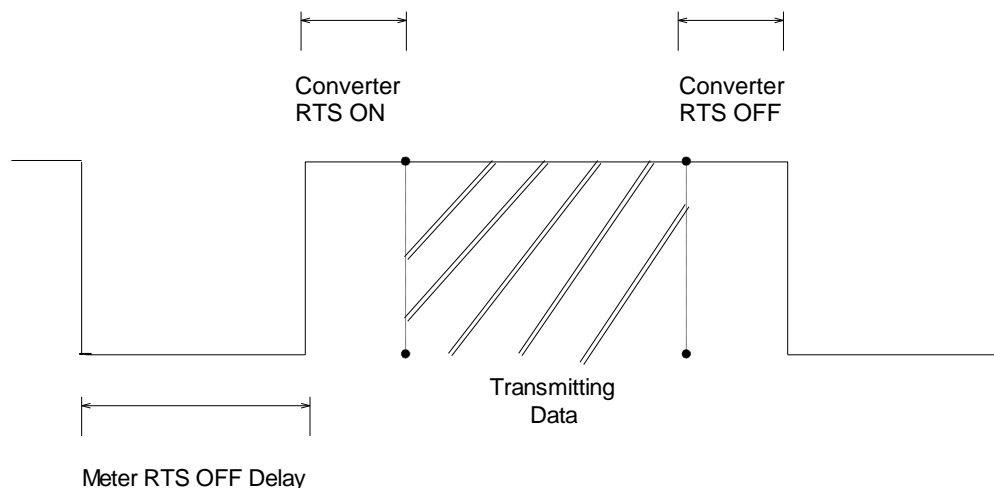 Converter
RTS ON
Converter
RTS OFF
Transmitting
Data
Meter RTS OFF Delay